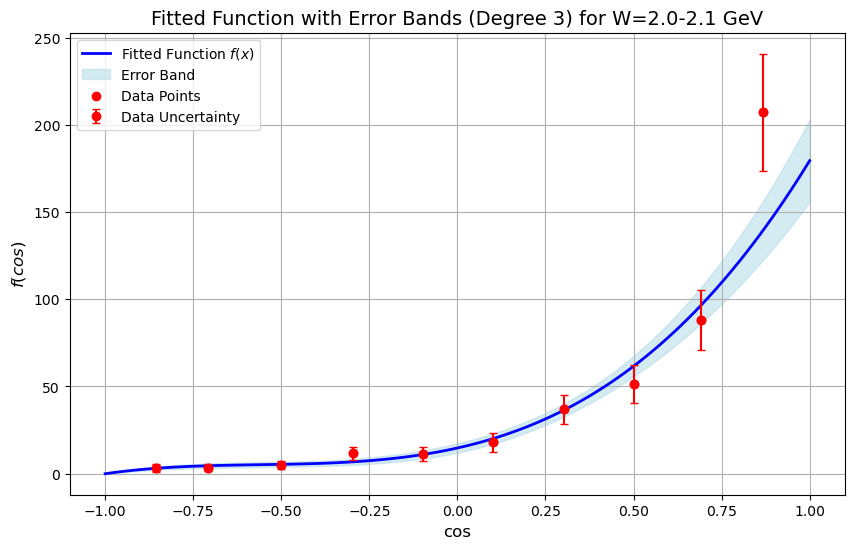 Fitted Function with Error Bands (Degree 3) for W=2.0-2.1 GeV
Fitted Function f(x)
Error Band
Data Points
Data Uncertainty
f(cos)
250
200
150
100
50
0
−1.00 −0.75 −0.50 −0.25 0.00 0.25 0.50 0.75 1.00
cos